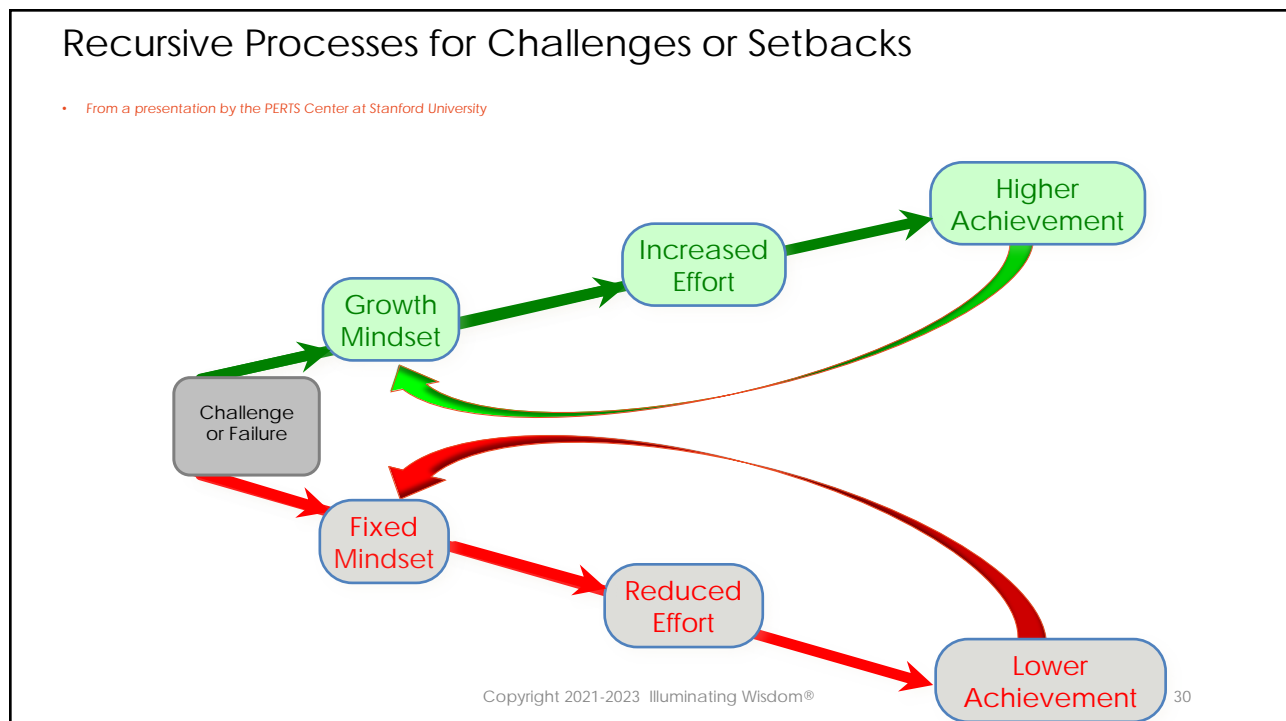 Recursive Processes for Challenges or Setbacks
• From a presentation by the PERTS Center at Stanford University
Higher
Achievement
Increased
Effort
Growth
Mindset
Challenge
or Failure
Fixed
Mindset
Reduced
Effort
Lower
Achievement
Copyright 2021-2023 Illuminating Wisdom®
30